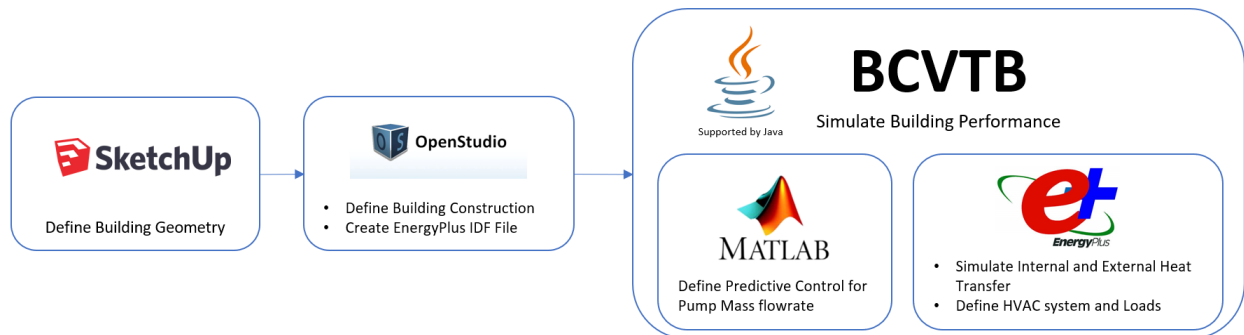 SketchUp
Define Building Geometry
OS OpenStudio
• Define Building Construction
• Create EnergyPlus IDF File
Supported by Java
BCVTB
Simulate Building Performance
MATLAB
Define Predictive Control for
Pump Mass flowrate
e+
EnergyPlus
• Simulate Internal and External Heat
Transfer
• Define HVAC system and Loads